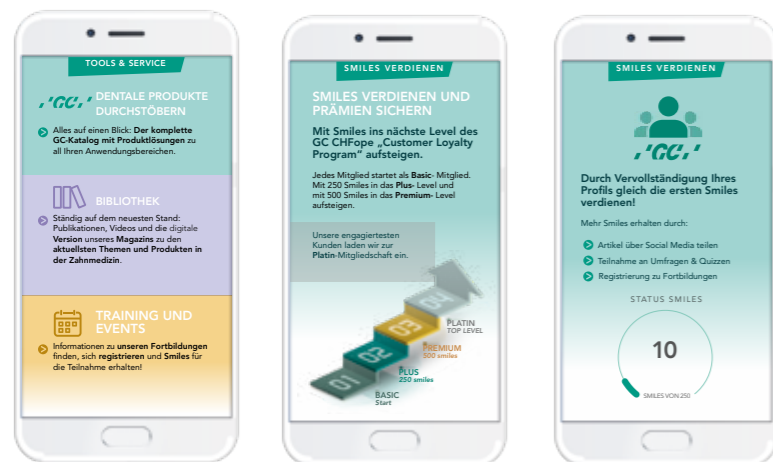 TOOLS & SERVICE
'GC,' DENTALE PRODUKTE
DURCHSTÖBERN
Alles auf einen Blick: Der komplette
GC-Katalog mit Produktlösungen zu
all Ihren Anwendungsbereichen.
BIBLIOTHEK
Ständig auf dem neuesten Stand:
Publikationen, Videos und die digitale
Version unseres Magazins zu den
aktuellsten Themen und Produkten in
der Zahnmedizin.
TRAINING UND
EVENTS
Informationen zu unseren Fortbildungen
finden, sich registrieren und Smiles für
die Teilnahme erhalten!
SMILES VERDIENEN
SMILES VERDIENEN UND
PRÄMIEN SICHERN
Mit Smiles ins nächste Level des
GC CHFope „Customer Loyalty
Program" aufsteigen.
Jedes Mitglied startet als Basic- Mitglied.
Mit 250 Smiles in das Plus- Level und
mit 500 Smiles in das Premium- Level
aufsteigen.
Unsere engagiertesten
Kunden laden wir zur
Platin-Mitgliedschaft ein.
04
PLATIN
TOP LEVEL
03
PREMIUM
500 smiles
02
PLUS
250 smiles
01
BASIC
Start
SMILES VERDIENEN
'GC,'
Durch Vervollständigung Ihres
Profils gleich die ersten Smiles
verdienen!
Mehr Smiles erhalten durch:
Artikel über Social Media teilen
Teilnahme an Umfragen & Quizzen
Registrierung zu Fortbildungen
STATUS SMILES
10
SMILES VON 250